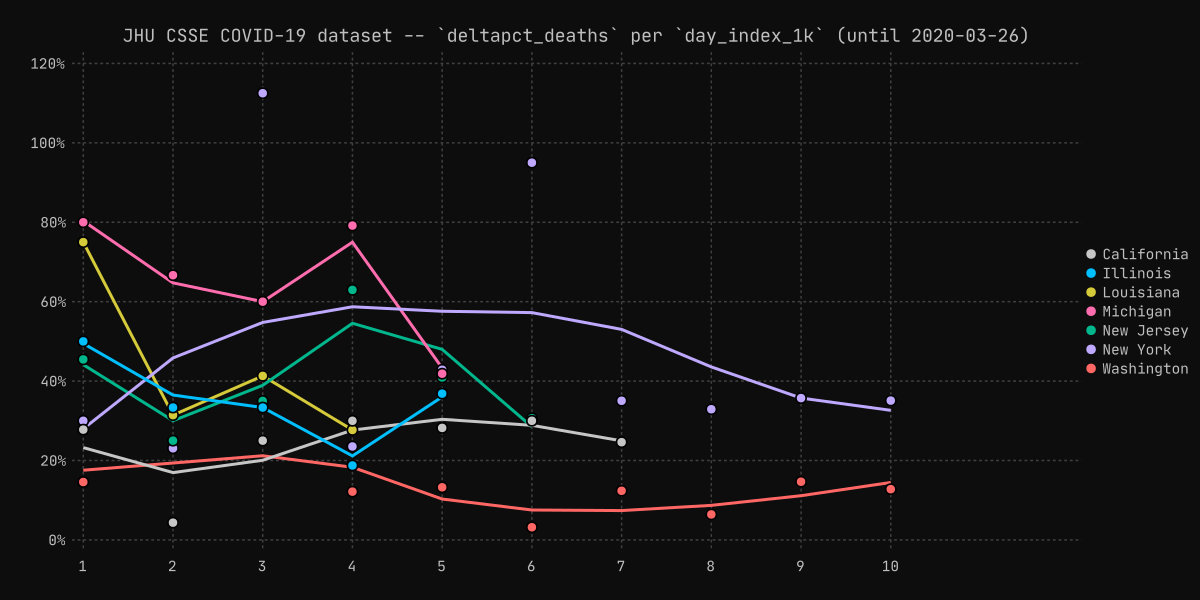 JHU CSSE COVID-19 dataset -- `deltapct_deaths` per `day_index_1k` (until 2020-03-26)
120%
100%
80%
60%
40%
20%
0%
1 2 3 4 5 6 7 8 9 10
California
Illinois
Louisiana
Michigan
New Jersey
New York
Washington